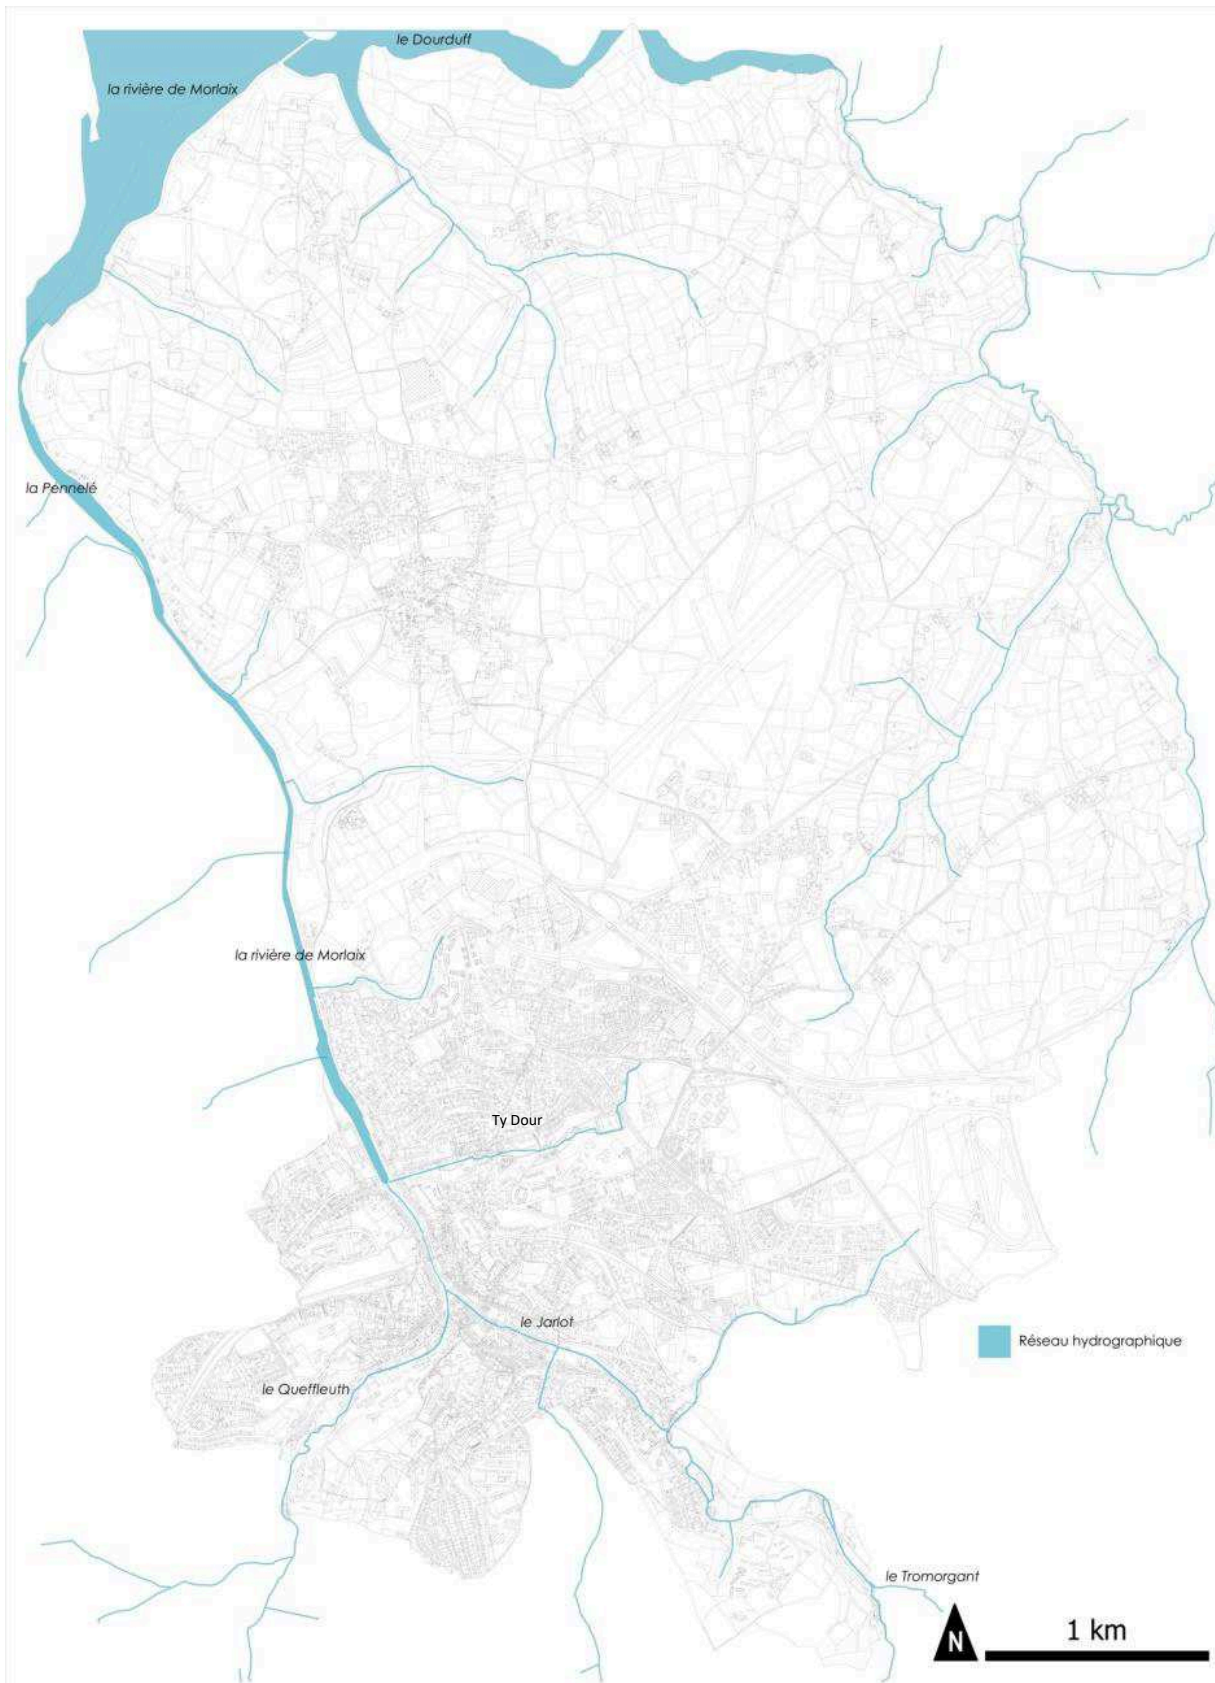 le Dourduff
la rivière de Morlaix
la Pennelé
la rivière de Morlaix
Ty Dour
le Jarlot
Réseau hydrographique
le Queffleuth
le Tromorgant
N
1 km